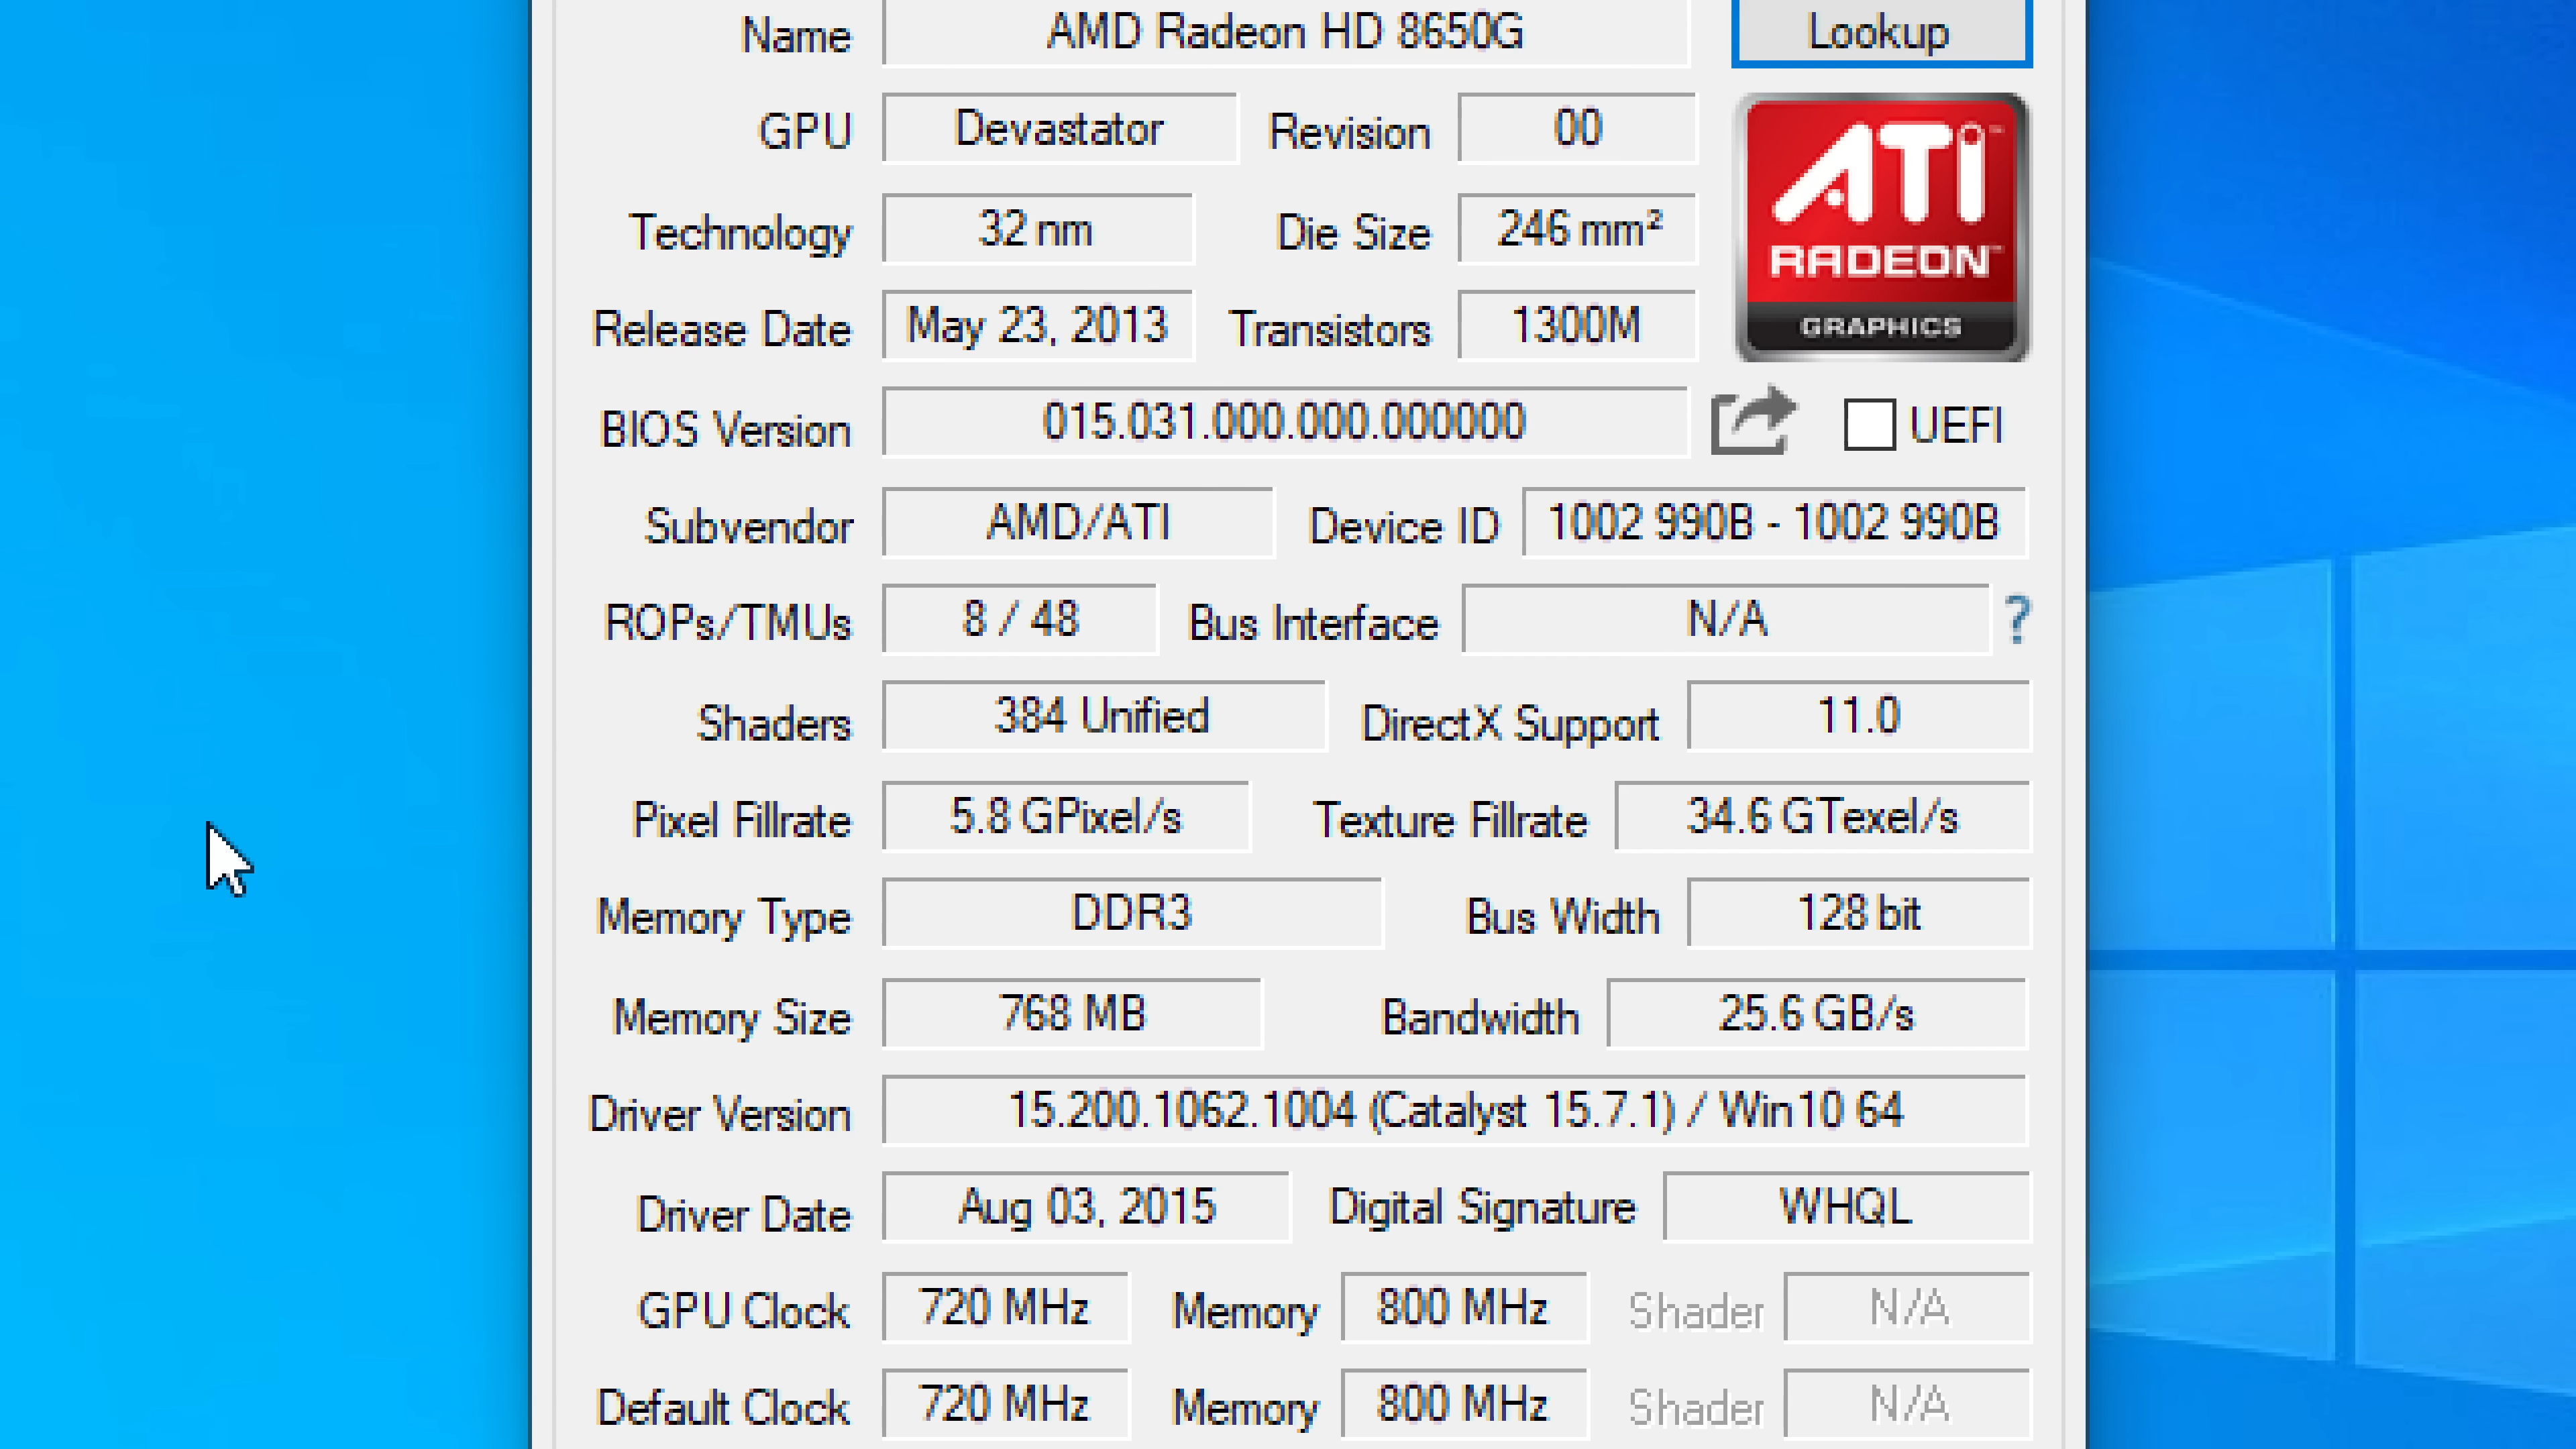 Name AMD Radeon HD 8650G Lookup
GPU Devastator Revision 00
ATI™
RADEON™
GRAPHICS
Technology 32 nm Die Size 246 mm²
Release Date May 23, 2013 Transistors 1300M
BIOS Version 015.031.000.000.000000 UEFI
Subvendor AMD/ATI Device ID 1002 990B - 1002 990B
ROPs/TMUs 8 / 48 Bus Interface N/A ?
Shaders 384 Unified DirectX Support 11.0
Pixel Fillrate 5.8 GPixel/s Texture Fillrate 34.6 GTexel/s
Memory Type DDR3 Bus Width 128 bit
Memory Size 768 MB Bandwidth 25.6 GB/s
Driver Version 15.200.1062.1004 (Catalyst 15.7.1) / Win10 64
Driver Date Aug 03, 2015 Digital Signature WHQL
GPU Clock 720 MHz Memory 800 MHz Shader N/A
Default Clock 720 MHz Memory 800 MHz Shader N/A